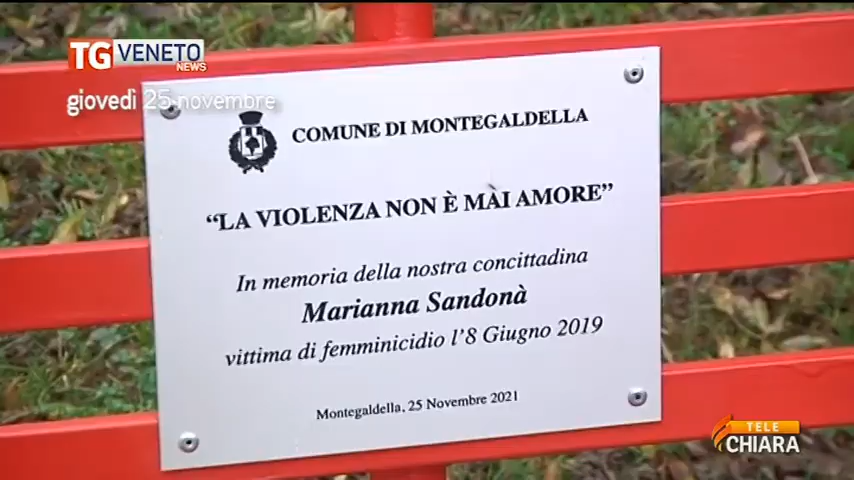 TG VENETO
NEWS
giovedì 25 novembre
COMUNE DI MONTEGALDELLA
“LA VIOLENZA NON È MAI AMORE”
In memoria della nostra concittadina
Marianna Sandonà
vittima di femminicidio l’8 Giugno 2019
Montegaldella, 25 Novembre 2021
TELE
CHIARA